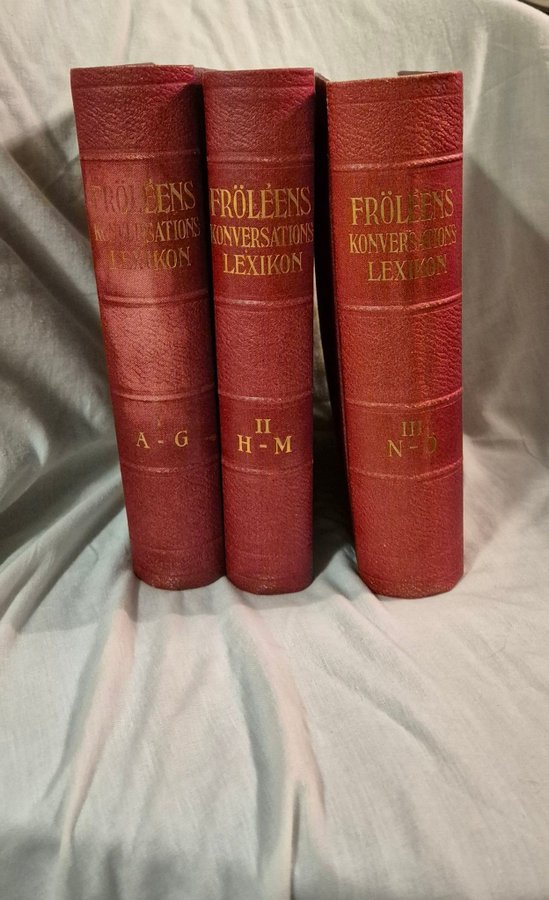 FRÖLÉENS
KONVERSATIONS
LEXIKON
I
A - G
FRÖLÉENS
KONVERSATIONS
LEXIKON
II
H - M
FRÖLÉENS
KONVERSATIONS
LEXIKON
III
N - Ö